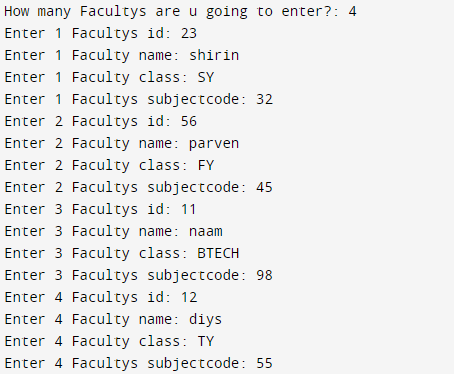 How many Facultys are u going to enter?: 4
Enter 1 Facultys id: 23
Enter 1 Faculty name: shirin
Enter 1 Faculty class: SY
Enter 1 Facultys subjectcode: 32
Enter 2 Facultys id: 56
Enter 2 Faculty name: parven
Enter 2 Faculty class: FY
Enter 2 Facultys subjectcode: 45
Enter 3 Facultys id: 11
Enter 3 Faculty name: naam
Enter 3 Faculty class: BTECH
Enter 3 Facultys subjectcode: 98
Enter 4 Facultys id: 12
Enter 4 Faculty name: diys
Enter 4 Faculty class: TY
Enter 4 Facultys subjectcode: 55